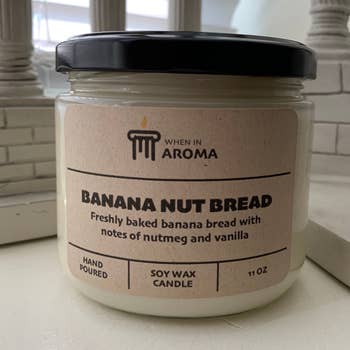 WHEN IN
AROMA
BANANA NUT BREAD
Freshly baked banana bread with
notes of nutmeg and vanilla
HAND
POURED
SOY WAX
CANDLE
11 OZ